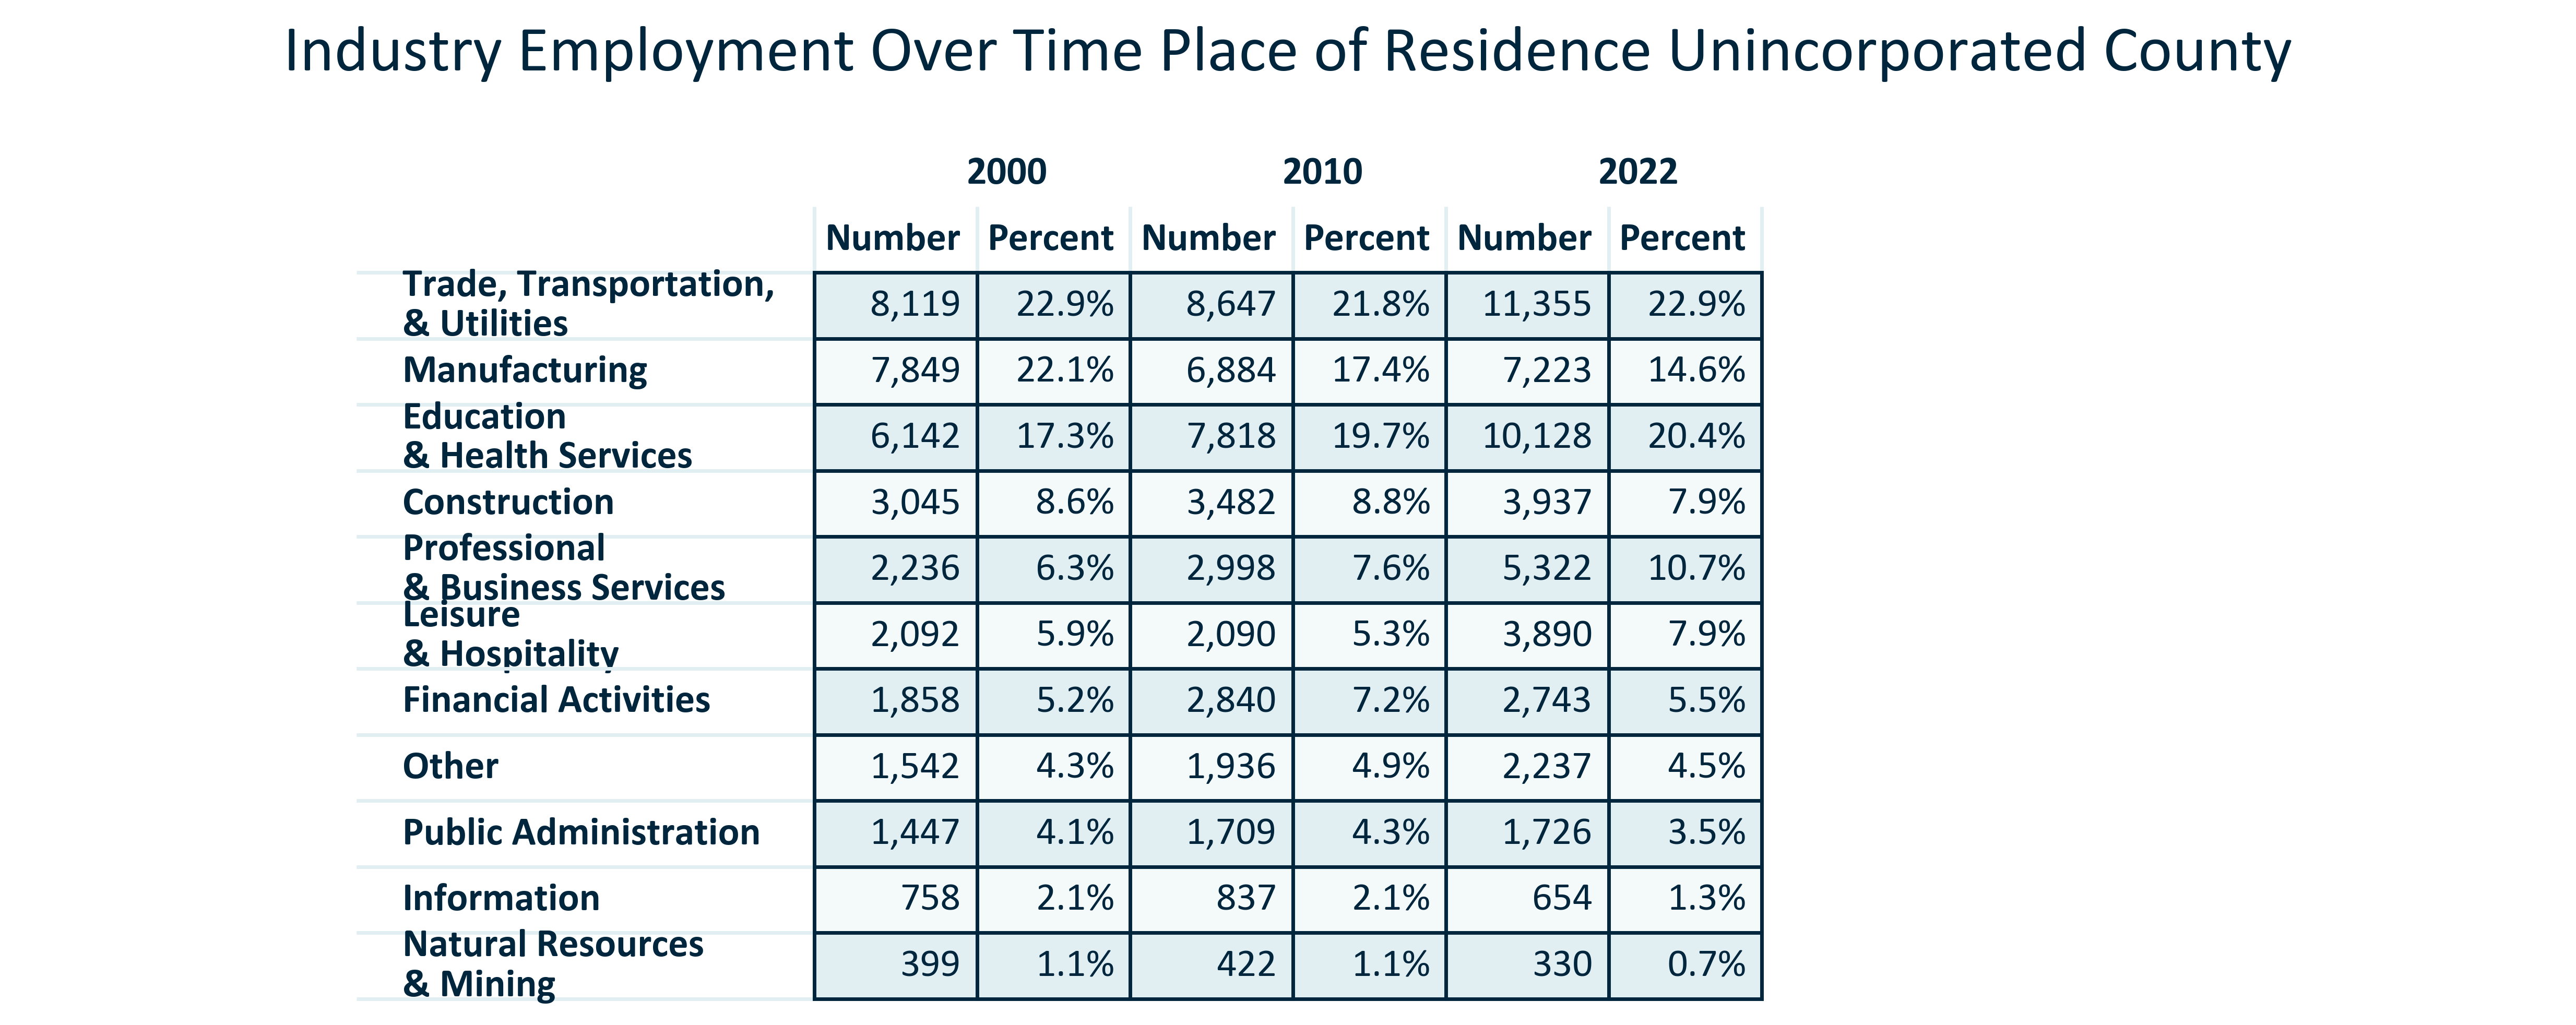 Industry Employment Over Time Place of Residence Unincorporated County
2000 2010 2022
Number Percent Number Percent Number Percent
Trade, Transportation,
& Utilities 8,119 22.9% 8,647 21.8% 11,355 22.9%
Manufacturing 7,849 22.1% 6,884 17.4% 7,223 14.6%
Education
& Health Services 6,142 17.3% 7,818 19.7% 10,128 20.4%
Construction 3,045 8.6% 3,482 8.8% 3,937 7.9%
Professional
& Business Services 2,236 6.3% 2,998 7.6% 5,322 10.7%
Leisure
& Hospitality 2,092 5.9% 2,090 5.3% 3,890 7.9%
Financial Activities 1,858 5.2% 2,840 7.2% 2,743 5.5%
Other 1,542 4.3% 1,936 4.9% 2,237 4.5%
Public Administration 1,447 4.1% 1,709 4.3% 1,726 3.5%
Information 758 2.1% 837 2.1% 654 1.3%
Natural Resources
& Mining 399 1.1% 422 1.1% 330 0.7%